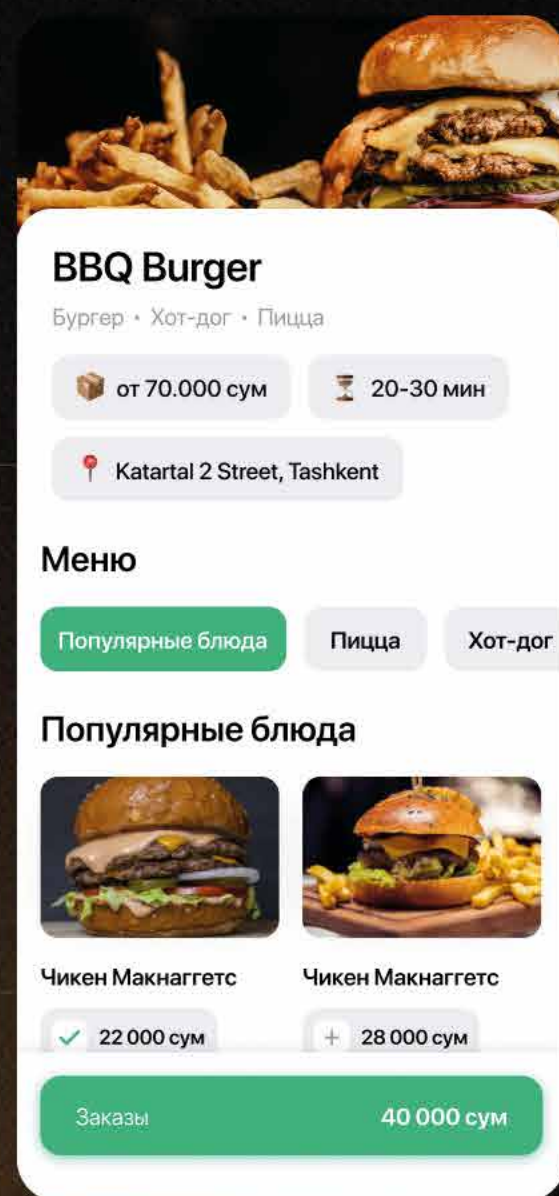 BBQ Burger
Бургер • Хот-дог • Пицца
от 70.000 сум
20-30 мин
Katartal 2 Street, Tashkent
Меню
Популярные блюда
Пицца
Хот-дог
Популярные блюда
Чикен Макнаггетс
Чикен Макнаггетс
22 000 сум
28 000 сум
Заказы
40 000 сум